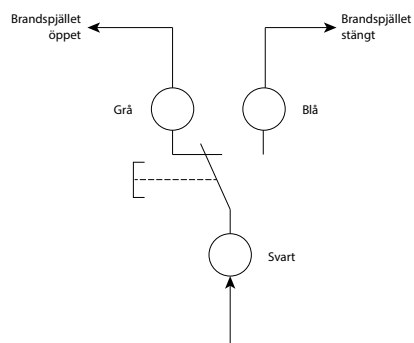 Brandspjället
öppet
Brandspjället
stängt
Grå
Blå
Svart